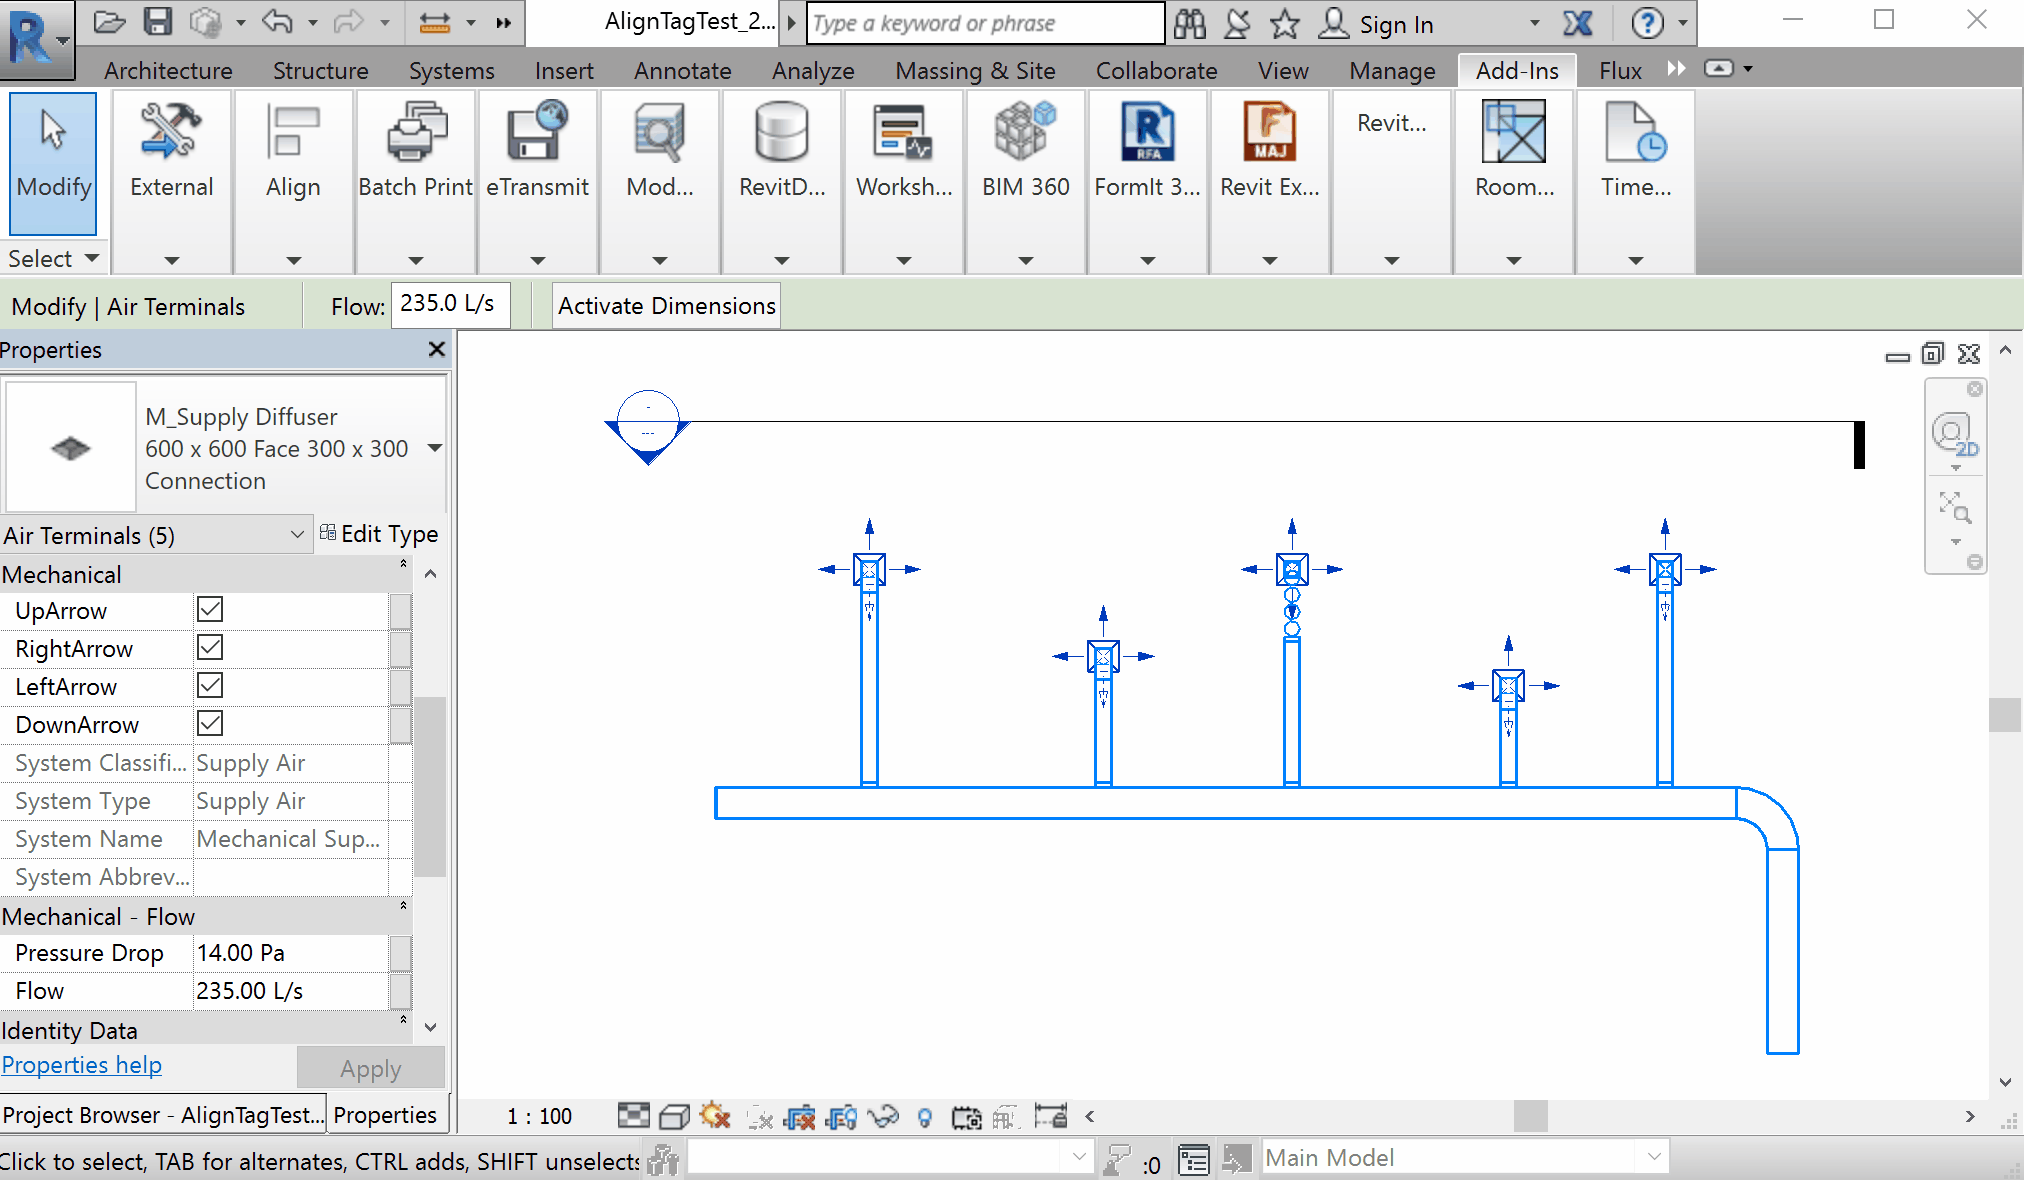 AlignTagTest_2...
Type a keyword or phrase
Sign In
Architecture Structure Systems Insert Annotate Analyze Massing & Site Collaborate View Manage Add-Ins Flux
Modify External Align Batch Print eTransmit Mod... RevitD... Worksh... BIM 360 FormIt 3... Revit Ex... Revit... Room... Time...
R
RFA
F
MAJ
Select
Modify | Air Terminals Flow: 235.0 L/s Activate Dimensions
Properties
M_Supply Diffuser
600 x 600 Face 300 x 300
Connection
Air Terminals (5) Edit Type
Mechanical
UpArrow
RightArrow
LeftArrow
DownArrow
System Classifi... Supply Air
System Type Supply Air
System Name Mechanical Sup...
System Abbrev...
Mechanical - Flow
Pressure Drop 14.00 Pa
Flow 235.00 L/s
Identity Data
Properties help Apply
Project Browser - AlignTagTest... Properties
2D
1 : 100
Click to select, TAB for alternates, CTRL adds, SHIFT unselects
:0 Main Model